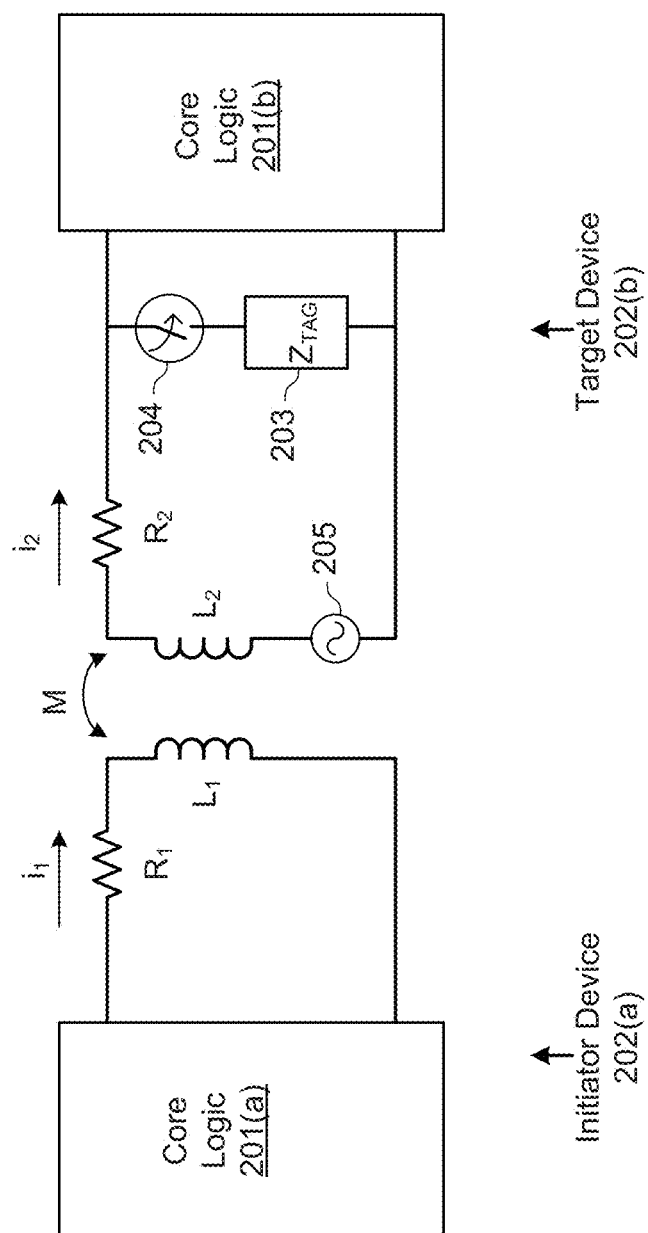 Core
Logic
201(a)
i₁
R₁
L₁
M
L₂
205
i₂
R₂
204
203
Z_TAG
Core
Logic
201(b)
Initiator Device
202(a)
Target Device
202(b)